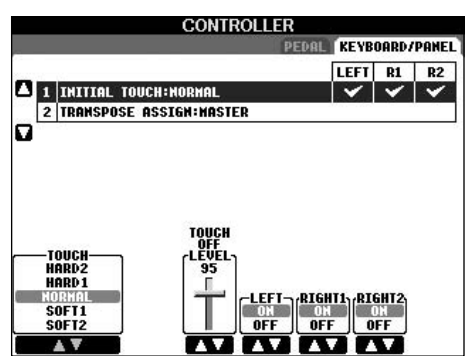 CONTROLLER
PEDAL KEYBOARD/PANEL
LEFT R1 R2
1 INITIAL TOUCH:NORMAL
2 TRANSPOSE ASSIGN:MASTER
TOUCH
HARD2
HARD1
NORMAL
SOFT1
SOFT2
TOUCH
OFF
LEVEL
95
LEFT
ON
OFF
RIGHT1
ON
OFF
RIGHT2
ON
OFF